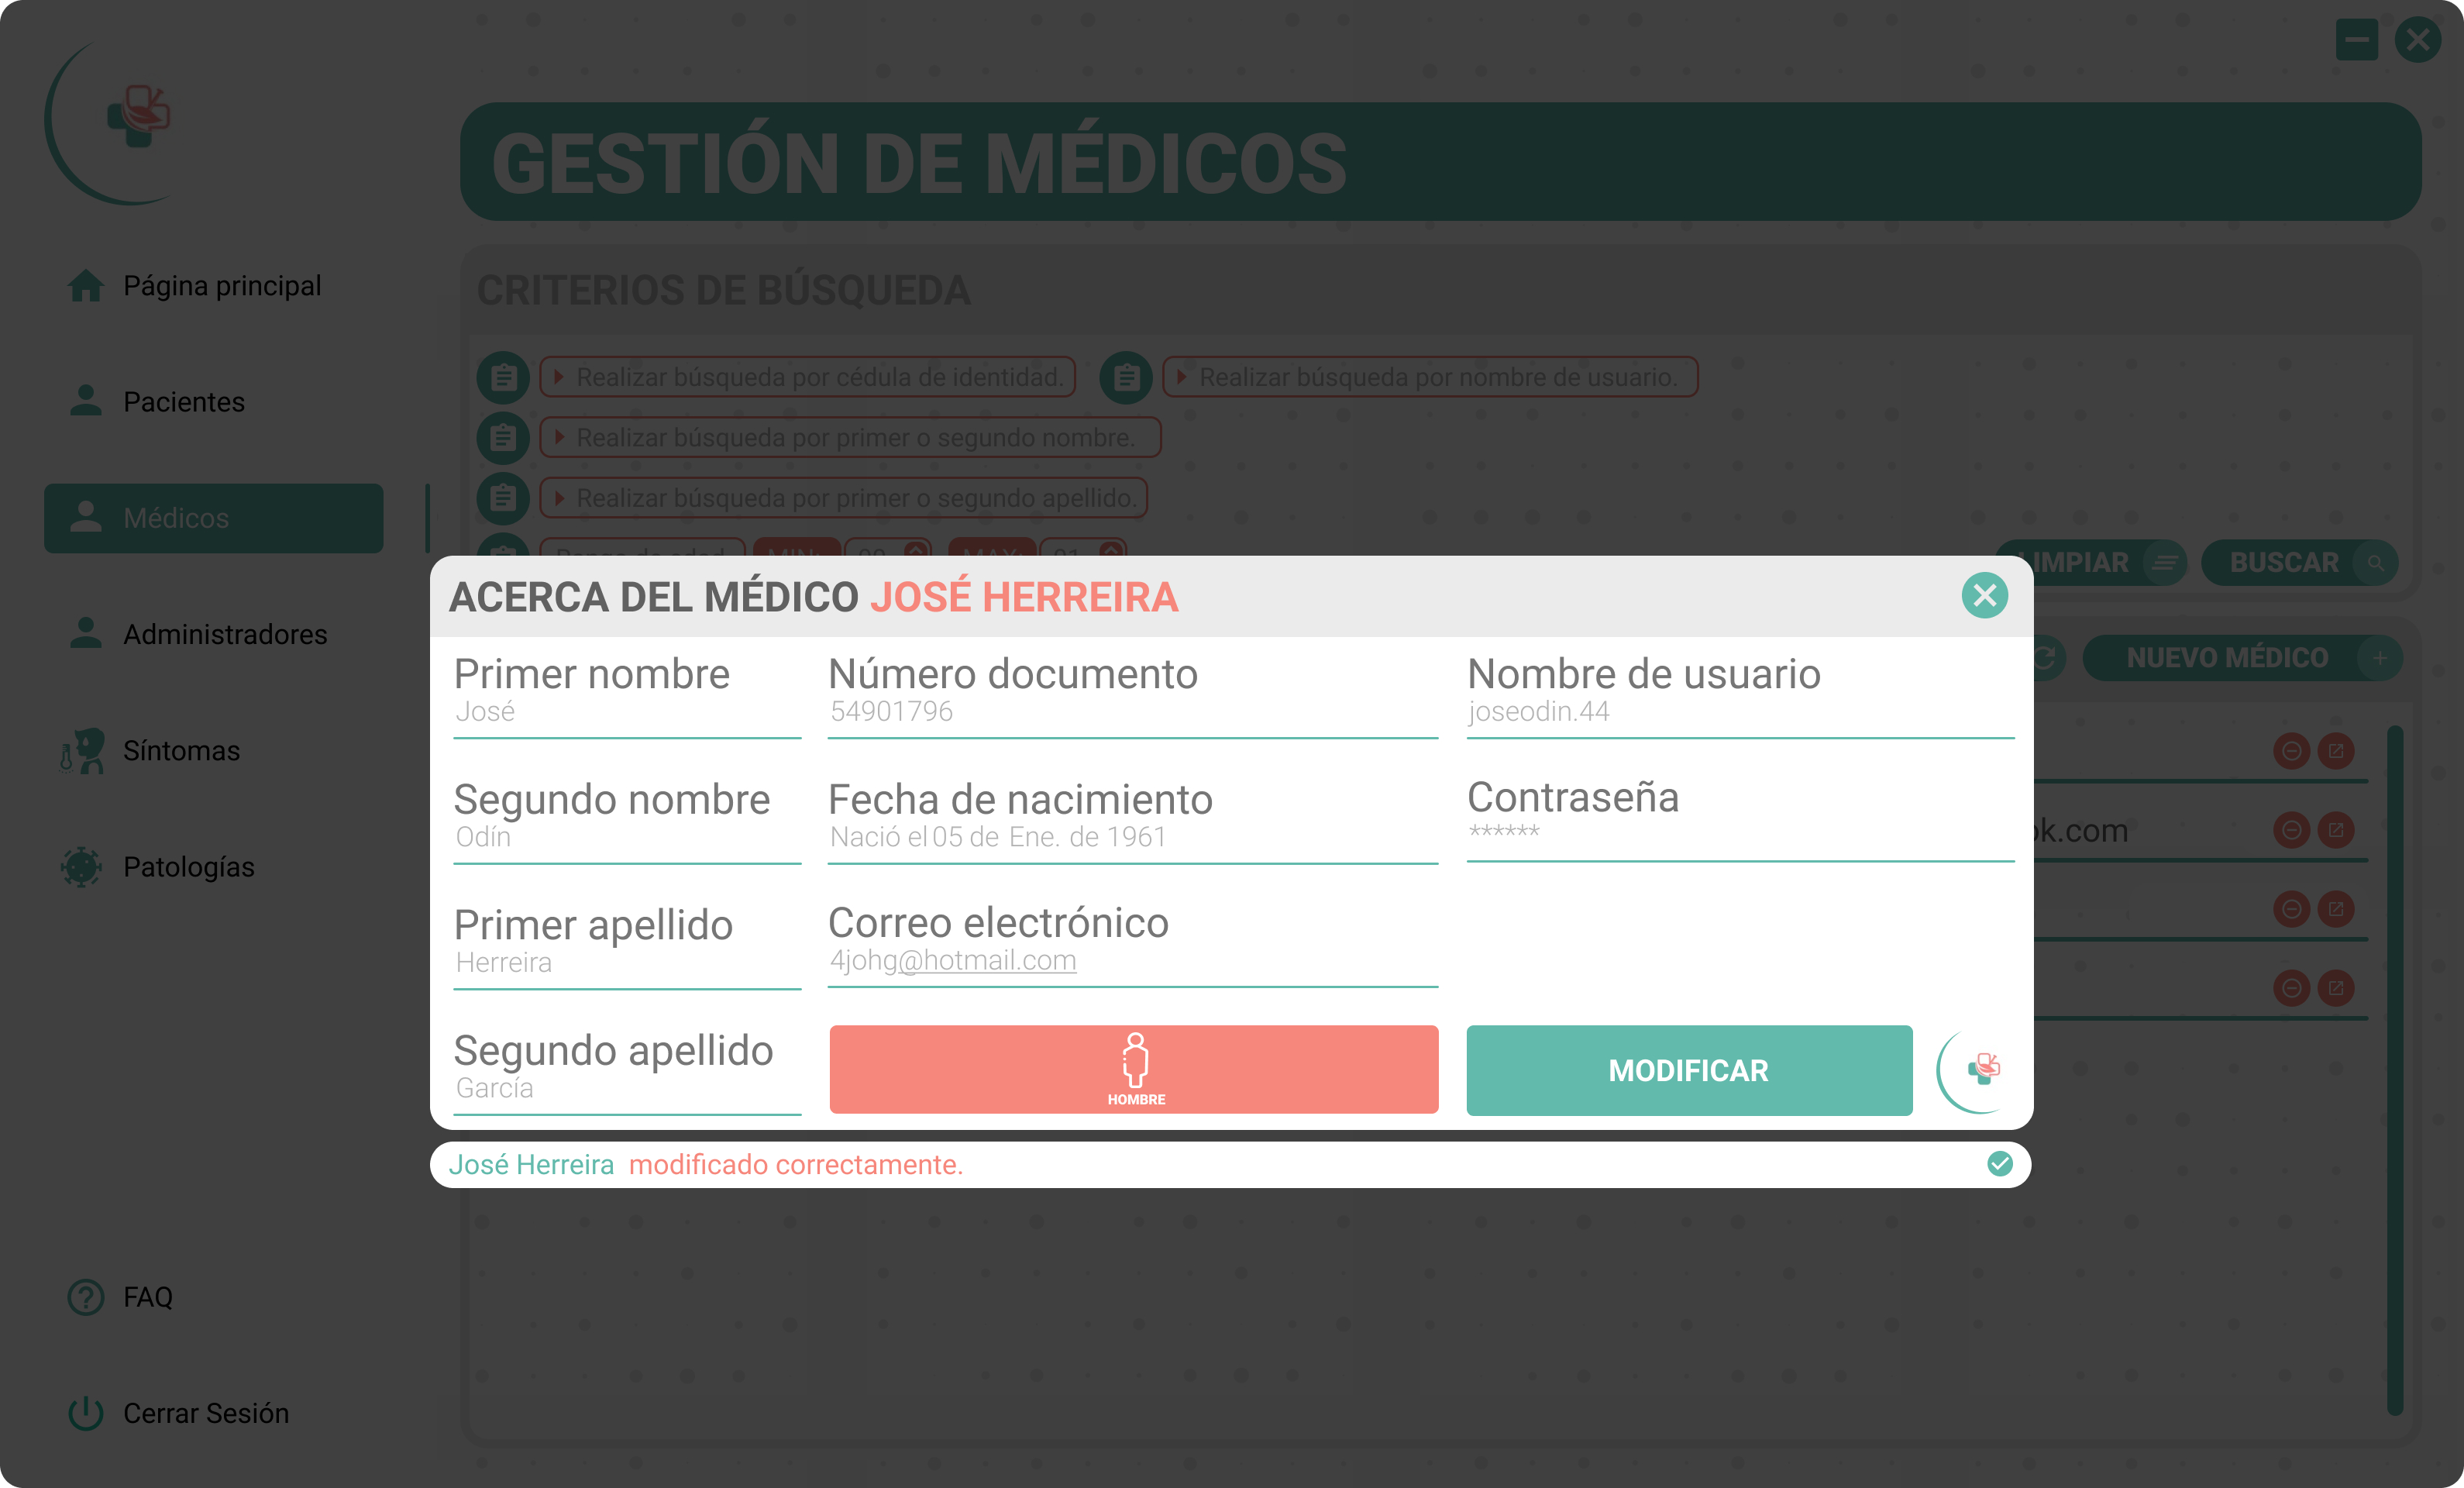 GESTIÓN DE MÉDICOS
CRITERIOS DE BÚSQUEDA
Página principal
Pacientes
Médicos
Administradores
Síntomas
Patologías
FAQ
Cerrar Sesión
Realizar búsqueda por cédula de identidad.
Realizar búsqueda por nombre de usuario.
Realizar búsqueda por primer o segundo nombre.
Realizar búsqueda por primer o segundo apellido.
LIMPIAR
BUSCAR
NUEVO MÉDICO
ok.com
ACERCA DEL MÉDICO JOSÉ HERREIRA
Primer nombre
José
Número documento
54901796
Nombre de usuario
joseodin.44
Segundo nombre
Odín
Fecha de nacimiento
Nació el 05 de Ene. de 1961
Contraseña
******
Primer apellido
Herreira
Correo electrónico
4johg@hotmail.com
Segundo apellido
García
HOMBRE
MODIFICAR
José Herreira modificado correctamente.